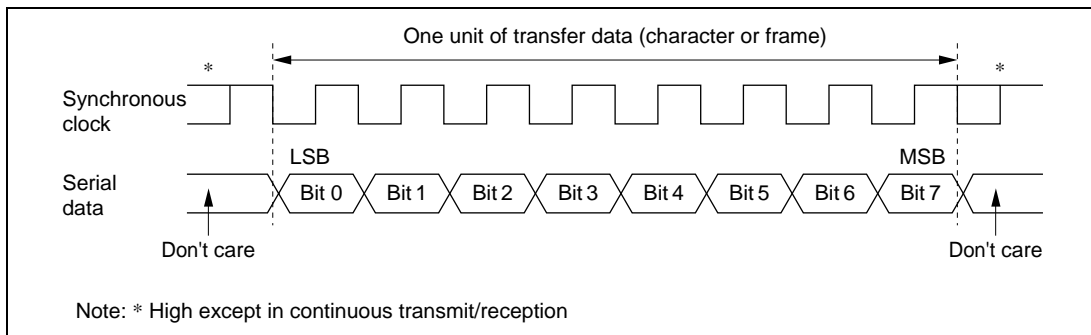 One unit of transfer data (character or frame)
* *
Synchronous
clock
LSB MSB
Serial
data
Bit 0 Bit 1 Bit 2 Bit 3 Bit 4 Bit 5 Bit 6 Bit 7
Don't care Don't care
Note: * High except in continuous transmit/reception